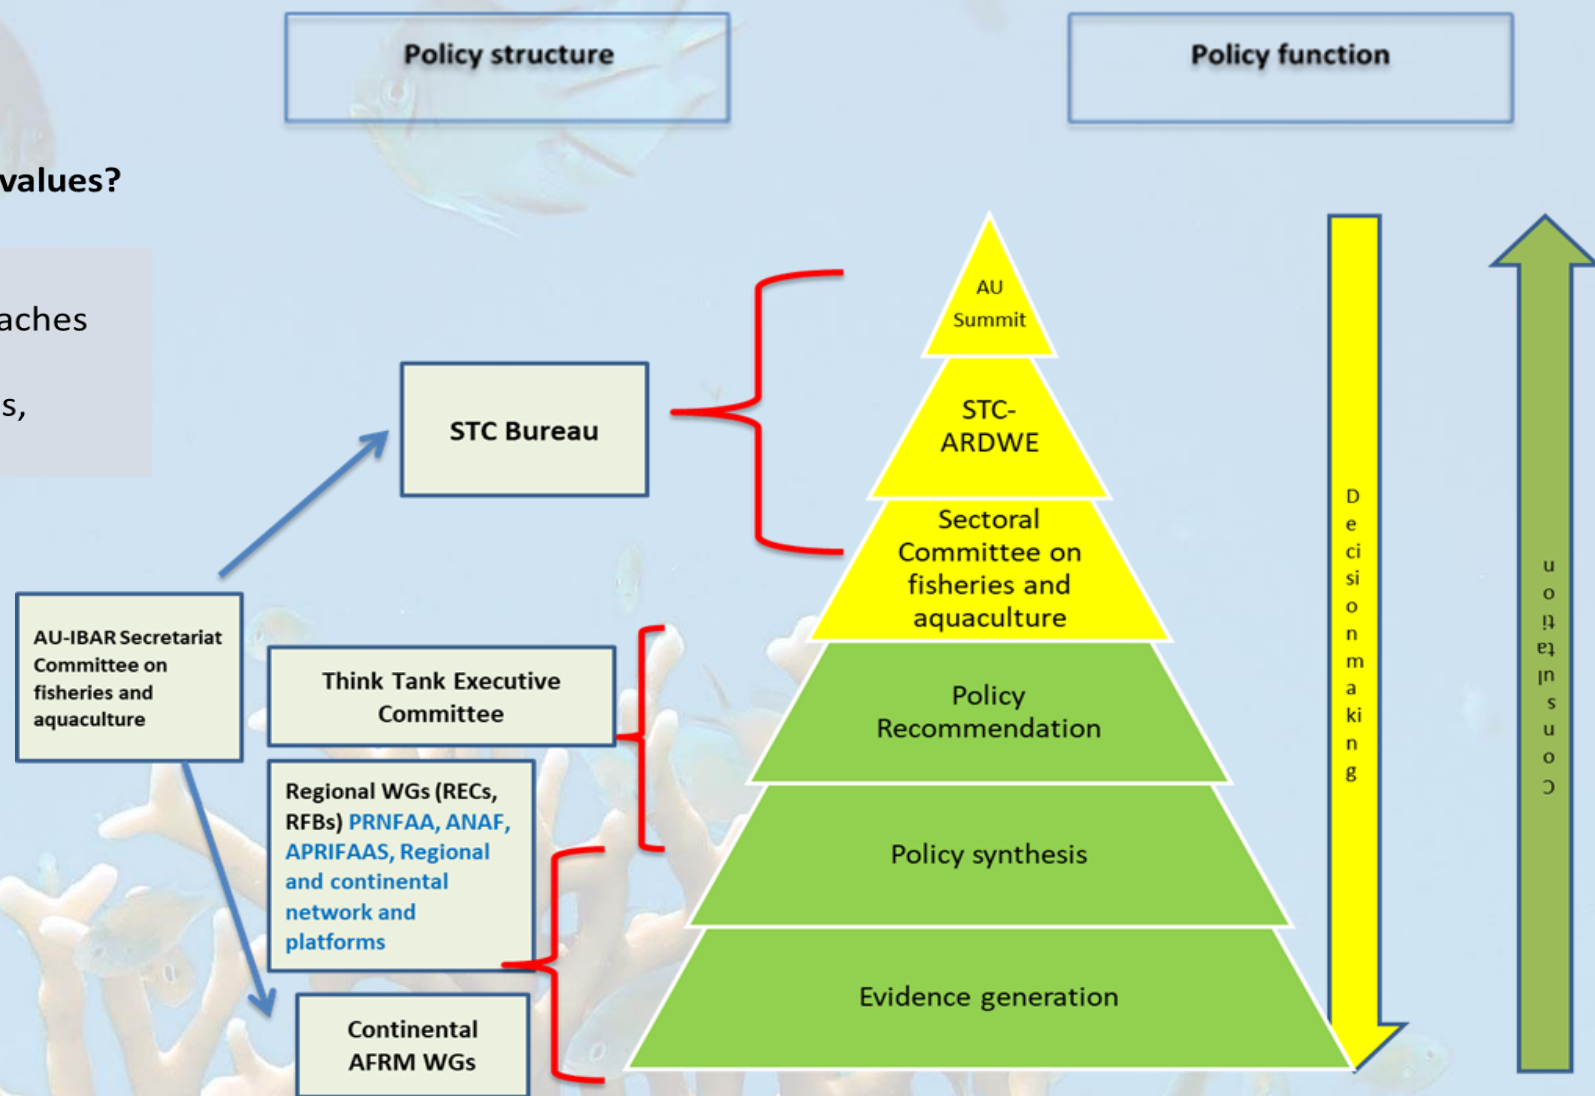 Policy structure
Policy function
values?
aches
s,
AU
Summit
STC-
ARDWE
STC Bureau
Sectoral
Committee on
fisheries and
aquaculture
AU-IBAR Secretariat
Committee on
fisheries and
aquaculture
Think Tank Executive
Committee
Policy
Recommendation
Regional WGs (RECs,
RFBs) PRNFAA, ANAF,
APRIFAAS, Regional
and continental
network and
platforms
Policy synthesis
Evidence generation
Continental
AFRM WGs
Decision making
Consultation